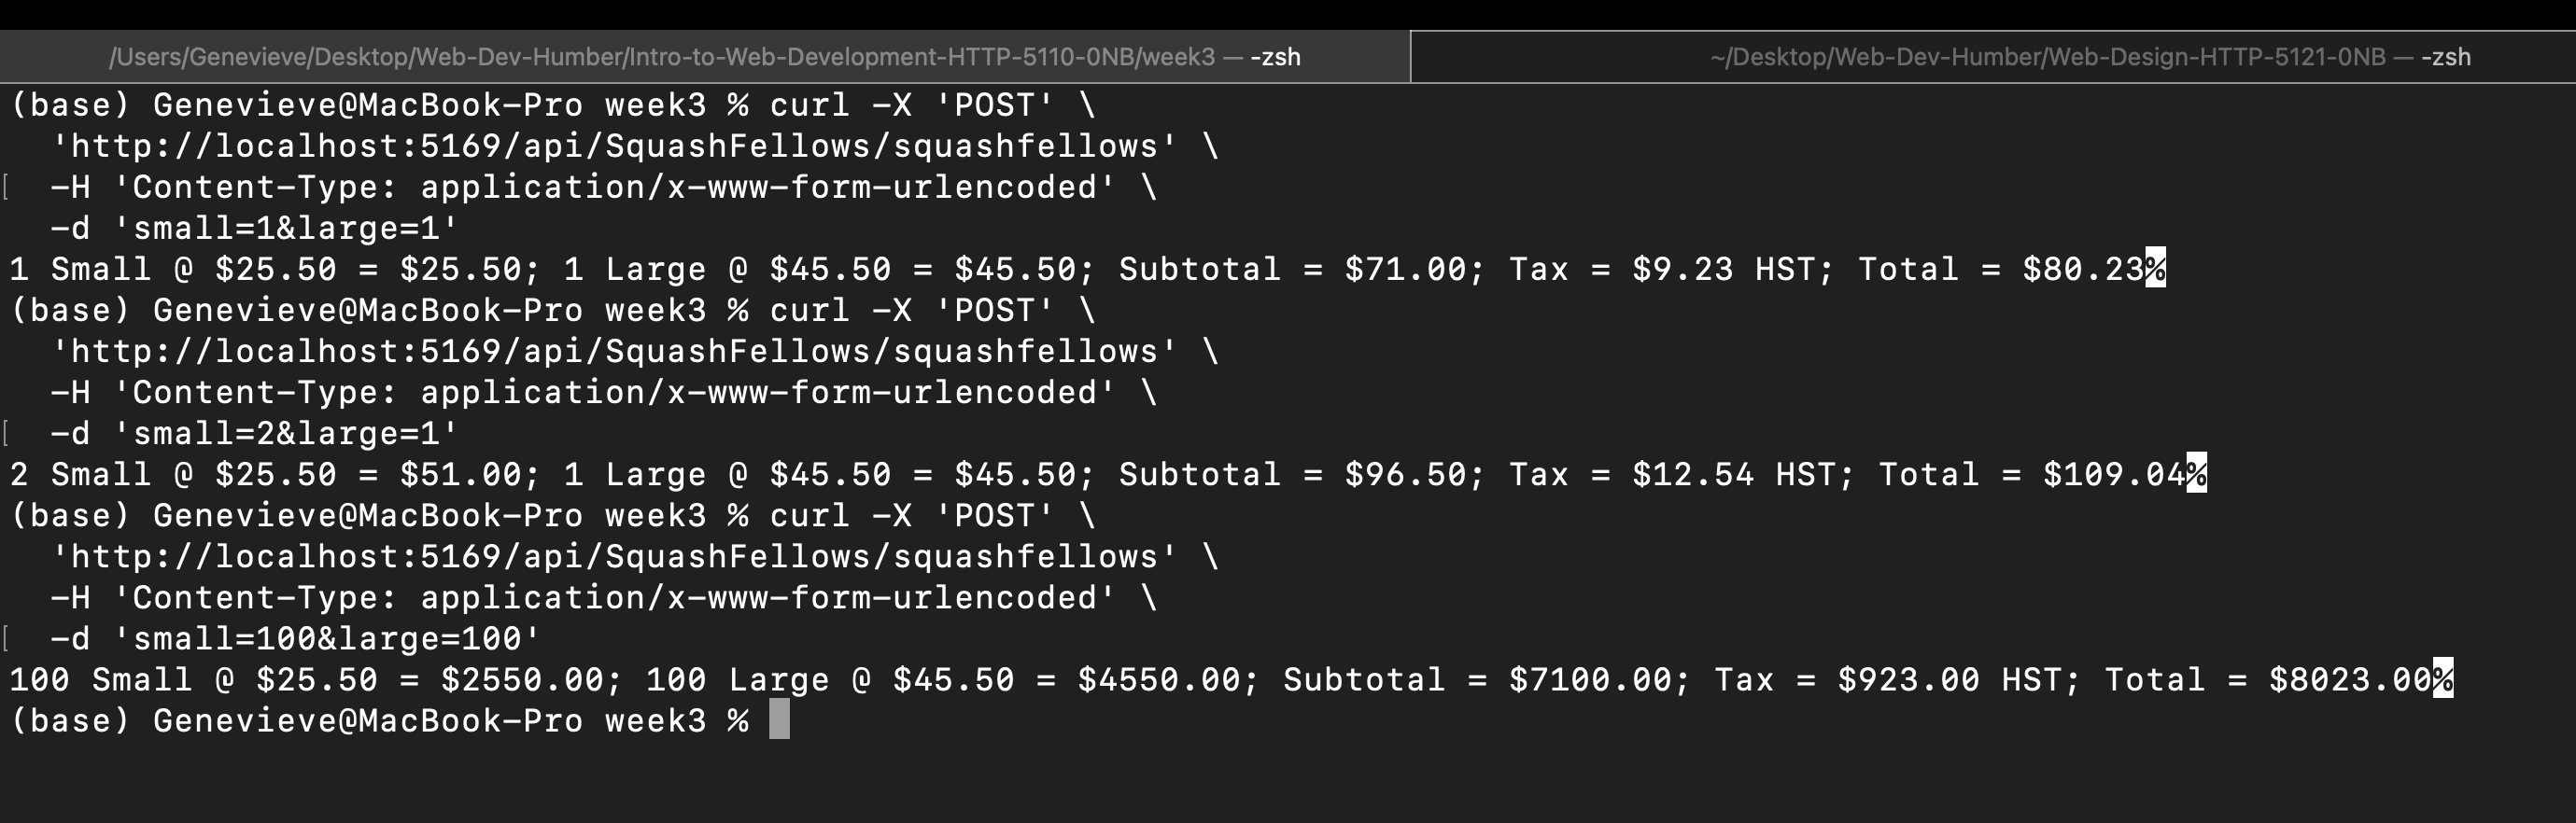 /Users/Genevieve/Desktop/Web-Dev-Humber/Intro-to-Web-Development-HTTP-5110-0NB/week3 — -zsh
~/Desktop/Web-Dev-Humber/Web-Design-HTTP-5121-0NB — -zsh
(base) Genevieve@MacBook-Pro week3 % curl -X 'POST' \
  'http://localhost:5169/api/SquashFellows/squashfellows' \
[  -H 'Content-Type: application/x-www-form-urlencoded' \
  -d 'small=1&large=1'
1 Small @ $25.50 = $25.50; 1 Large @ $45.50 = $45.50; Subtotal = $71.00; Tax = $9.23 HST; Total = $80.23%
(base) Genevieve@MacBook-Pro week3 % curl -X 'POST' \
  'http://localhost:5169/api/SquashFellows/squashfellows' \
  -H 'Content-Type: application/x-www-form-urlencoded' \
[  -d 'small=2&large=1'
2 Small @ $25.50 = $51.00; 1 Large @ $45.50 = $45.50; Subtotal = $96.50; Tax = $12.54 HST; Total = $109.04%
(base) Genevieve@MacBook-Pro week3 % curl -X 'POST' \
  'http://localhost:5169/api/SquashFellows/squashfellows' \
  -H 'Content-Type: application/x-www-form-urlencoded' \
[  -d 'small=100&large=100'
100 Small @ $25.50 = $2550.00; 100 Large @ $45.50 = $4550.00; Subtotal = $7100.00; Tax = $923.00 HST; Total = $8023.00%
(base) Genevieve@MacBook-Pro week3 %